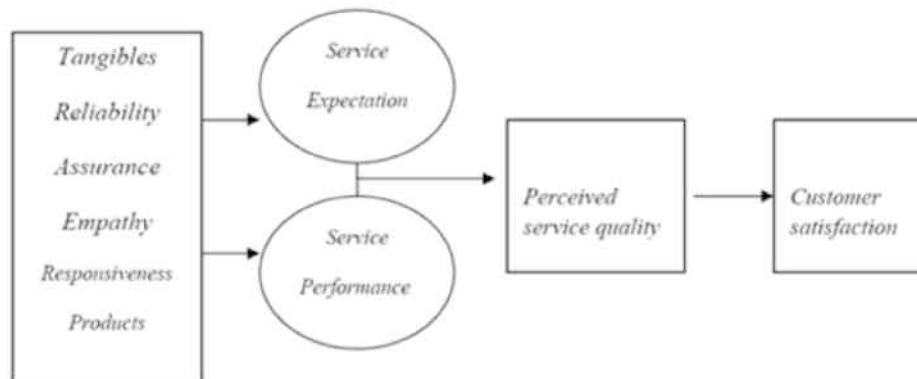 Tangibles
Reliability
Assurance
Empathy
Responsiveness
Products
Service
Expectation
Service
Performance
Perceived
service quality
Customer
satisfaction